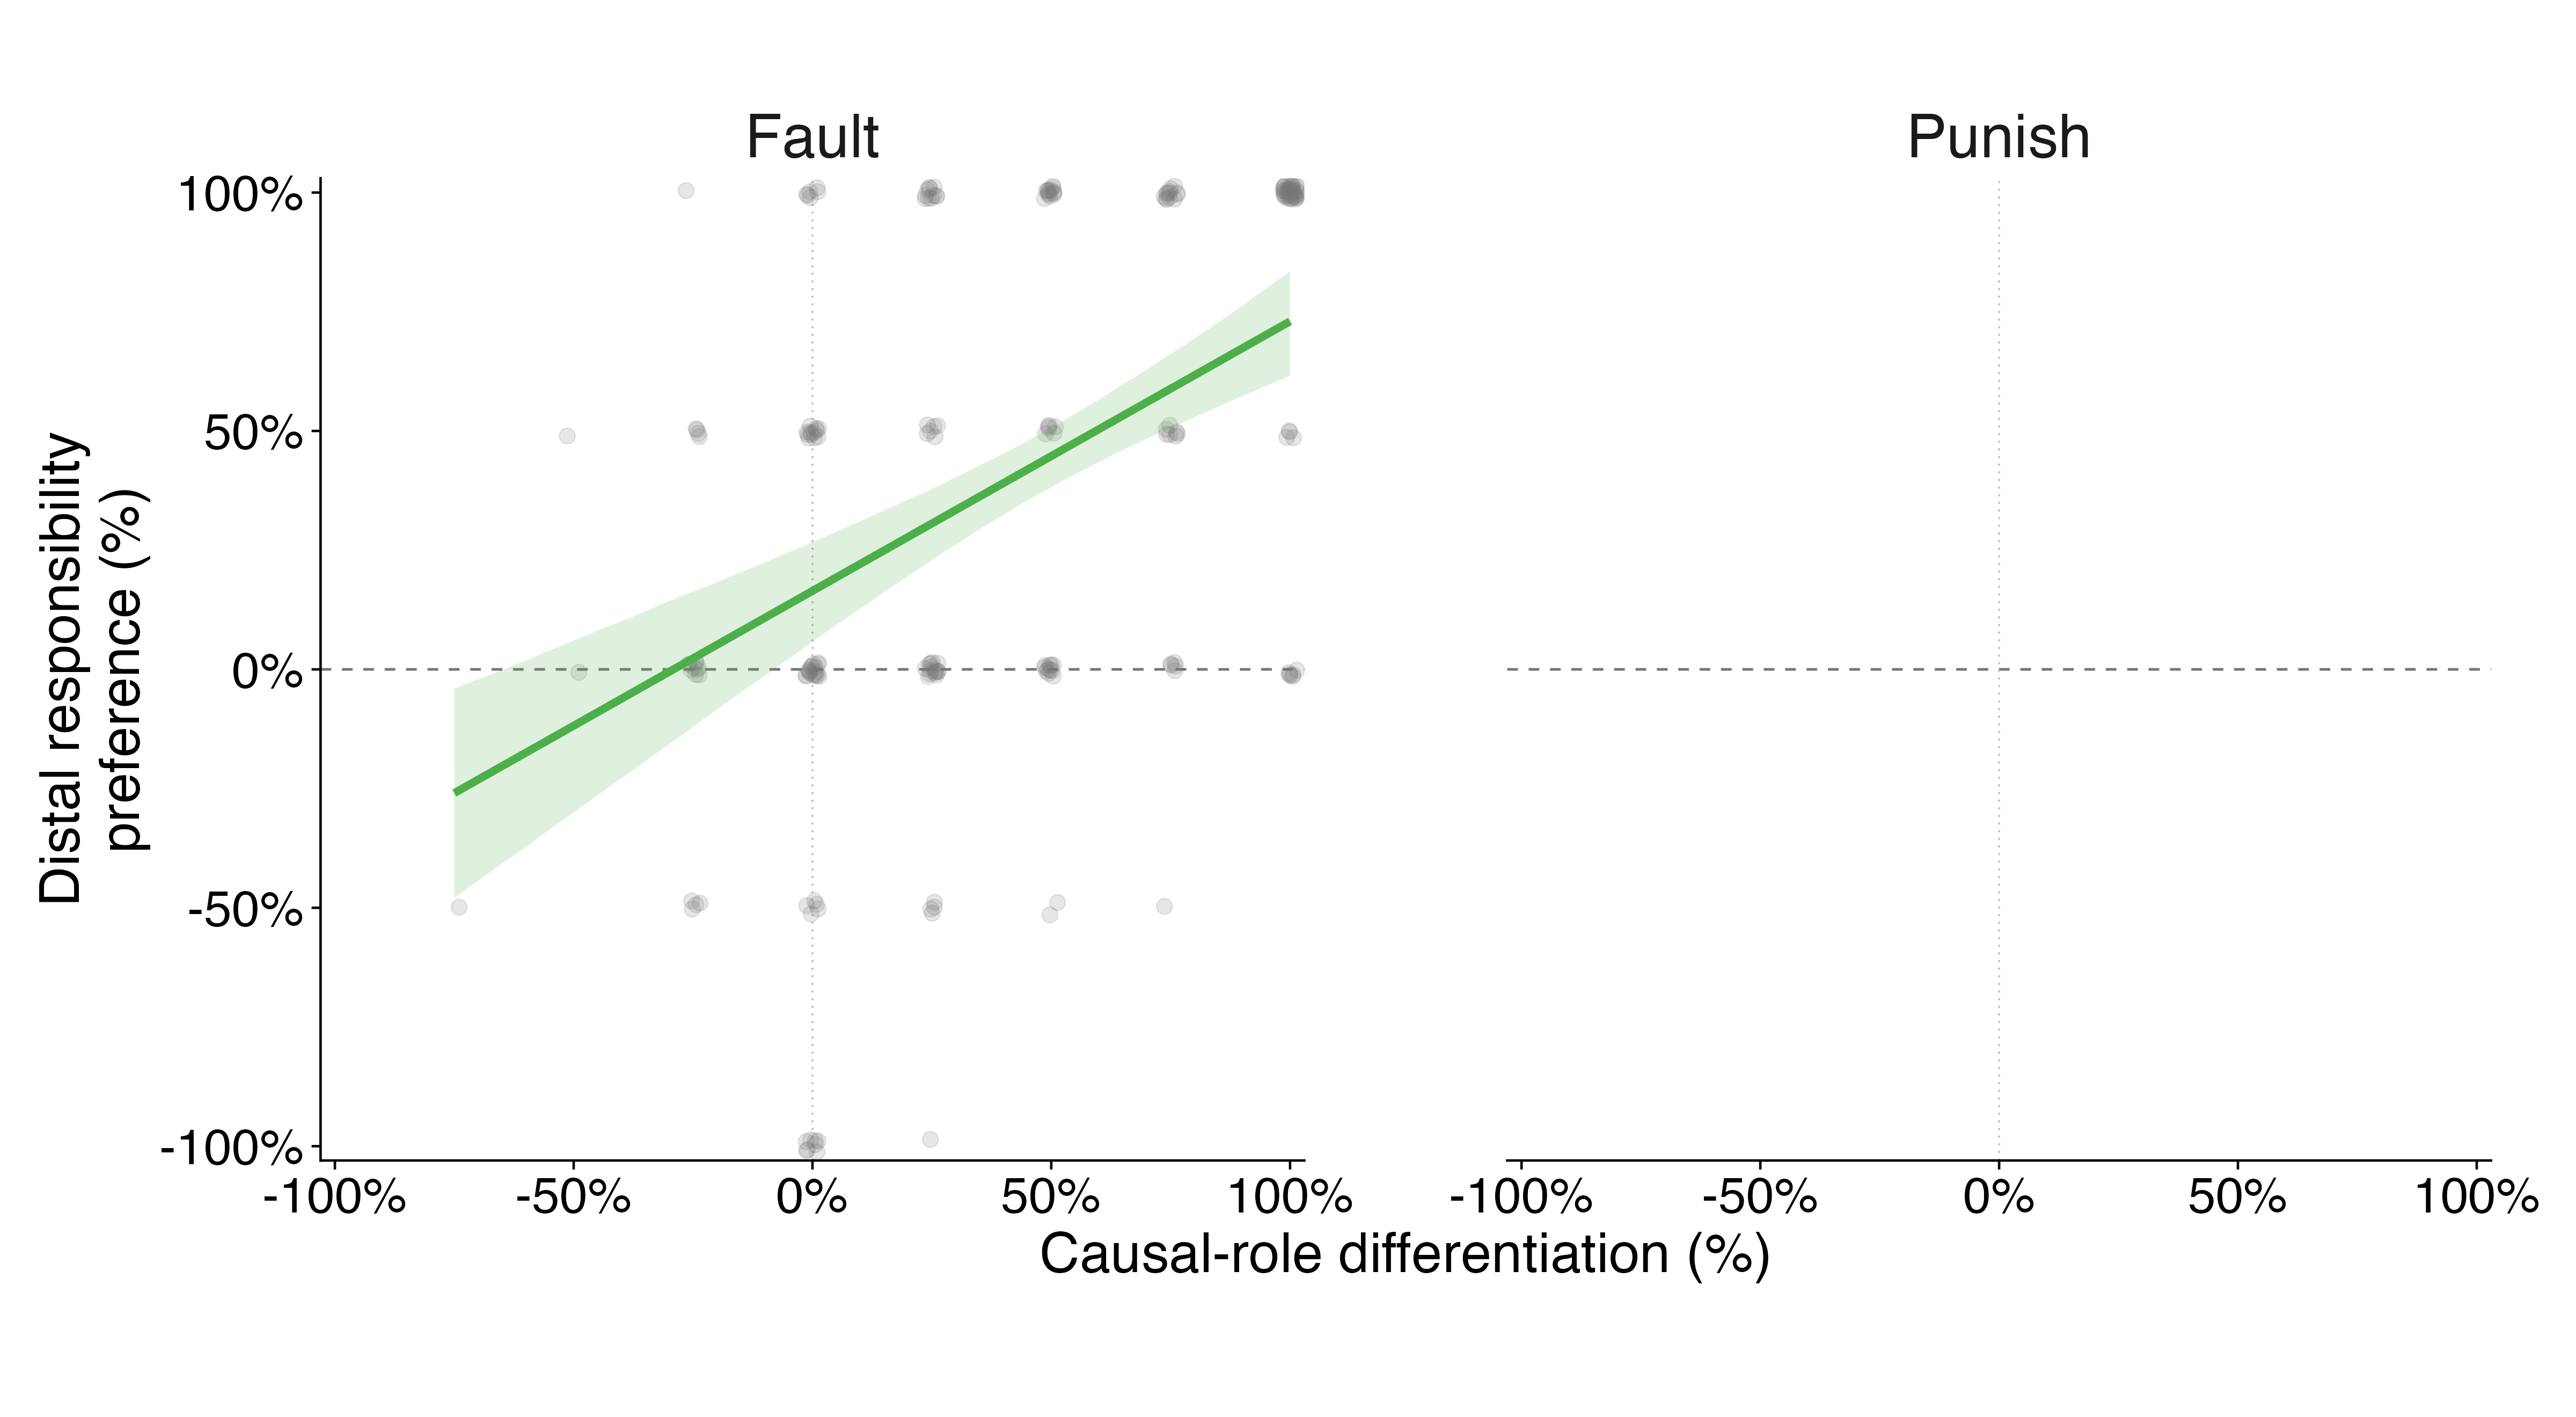 Fault
Punish
100%
50%
0%
-50%
-100%
Distal responsibility
preference (%)
-100% -50% 0% 50% 100%
-100% -50% 0% 50% 100%
Causal-role differentiation (%)